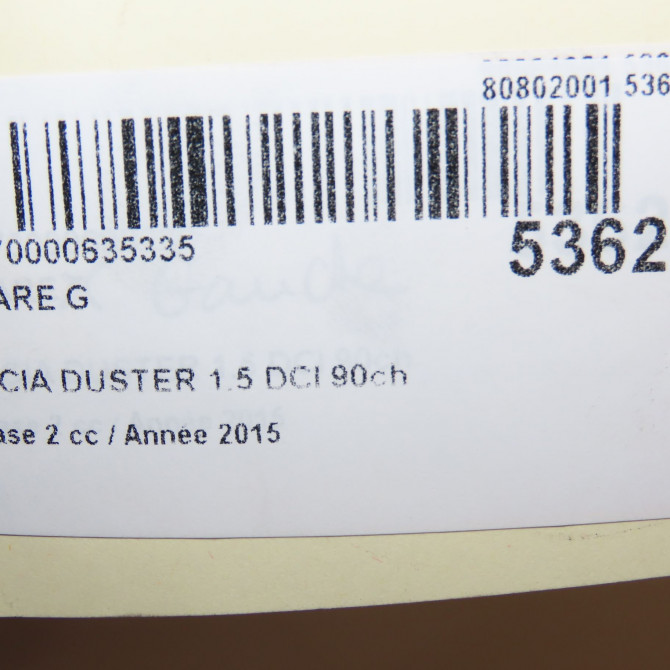 80802001 536
70000635335
5362
ARE G
CIA DUSTER 1.5 DCI 90ch
ase 2 cc / Année 2015